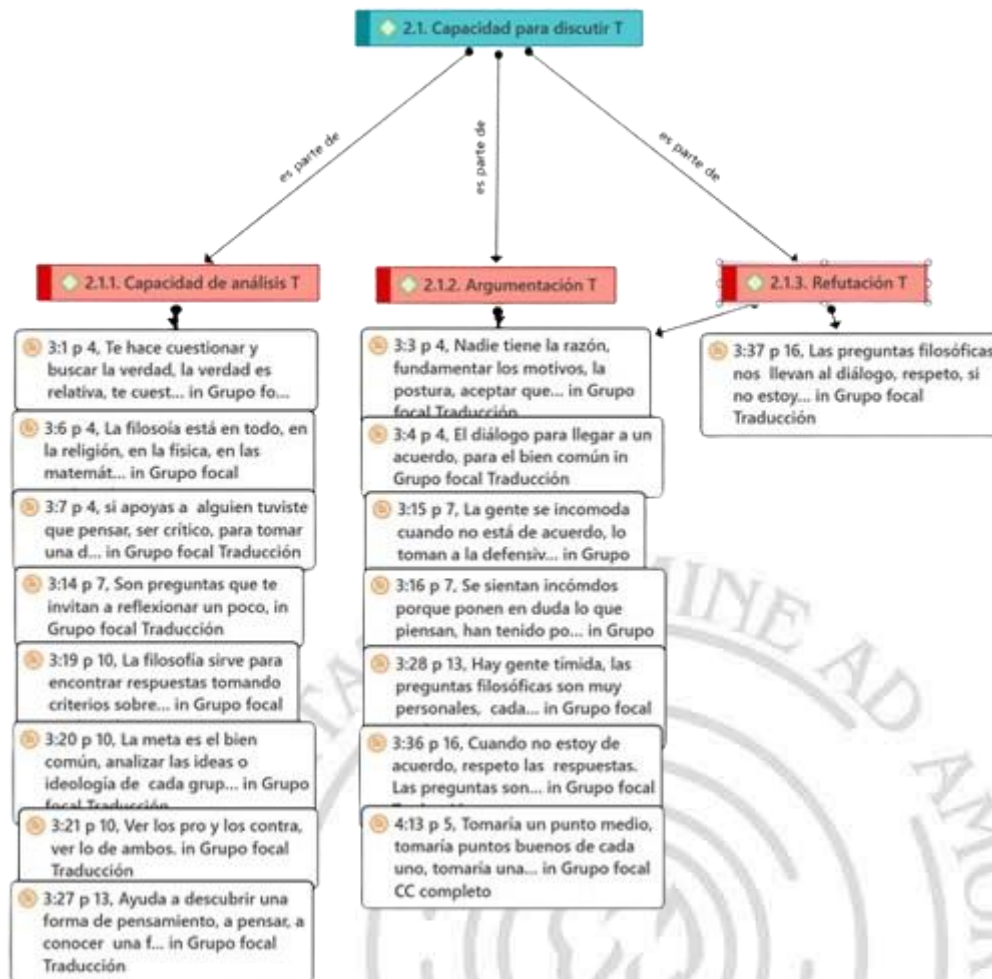 2.1. Capacidad para discutir T
es parte de
es parte de
es parte de
2.1.1. Capacidad de análisis T
2.1.2. Argumentación T
2.1.3. Refutación T
3:1 p 4, Te hace cuestionar y
buscar la verdad, la verdad es
relativa, te cuest... in Grupo fo...
3:6 p 4, La filosoía está en todo, en
la religión, en la física, en las
matemát... in Grupo focal
3:7 p 4, si apoyas a alguien tuviste
que pensar, ser crítico, para tomar
una d... in Grupo focal Traducción
3:14 p 7, Son preguntas que te
invitan a reflexionar un poco, in
Grupo focal Traducción
3:19 p 10, La filosofía sirve para
encontrar respuestas tomando
criterios sobre... in Grupo focal
3:20 p 10, La meta es el bien
común, analizar las ideas o
ideología de cada grup... in Grupo
focal Traducción
3:21 p 10, Ver los pro y los contra,
ver lo de ambos. in Grupo focal
Traducción
3:27 p 13, Ayuda a descubrir una
forma de pensamiento, a pensar, a
conocer una f... in Grupo focal
Traducción
3:3 p 4, Nadie tiene la razón,
fundamentar los motivos, la
postura, aceptar que... in Grupo
focal Traducción
3:4 p 4, El diálogo para llegar a un
acuerdo, para el bien común in
Grupo focal Traducción
3:15 p 7, La gente se incomoda
cuando no está de acuerdo, lo
toman a la defensiv... in Grupo
3:16 p 7, Se sientan incómdos
porque ponen en duda lo que
piensan, han tenido po... in Grupo
3:28 p 13, Hay gente tímida, las
preguntas filosóficas son muy
personales, cada... in Grupo focal
3:36 p 16, Cuando no estoy de
acuerdo, respeto las respuestas.
Las preguntas son... in Grupo focal
4:13 p 5, Tomaría un punto medio,
tomaría puntos buenos de cada
uno, tomaría una... in Grupo focal
CC completo
3:37 p 16, Las preguntas filosóficas
nos llevan al diálogo, respeto, si
no estoy... in Grupo focal
Traducción
MINE AD AMOR